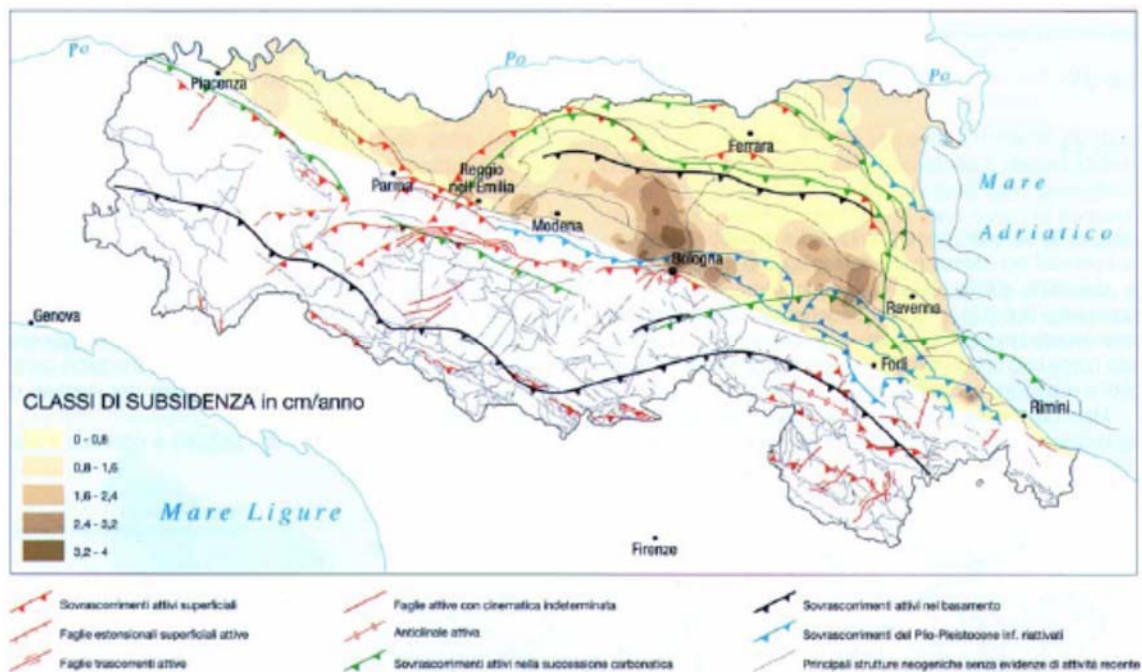 Po
Piacenza
Po
Po
Ferrara
Parma
Reggio
nell'Emilia
Modena
Bologna
Mare
Adriatico
Ravenna
Genova
Forlì
Rimini
CLASSI DI SUBSIDENZA in cm/anno
0 - 0,8
0,8 - 1,6
1,6 - 2,4
2,4 - 3,2
3,2 - 4
Mare Ligure
Firenze
Sovrascorrimenti attivi superficiali
Faglie attive con cinematica indeterminata
Sovrascorrimenti attivi nel basamento
Faglie estensionali superficiali attive
Anticlinale attiva
Sovrascorrimenti del Plio-Pleistocene inf. riattivati
Faglie trascorrenti attive
Sovrascorrimenti attivi nella successione carbonatica
Principali strutture neogeniche senza evidenze di attività recente